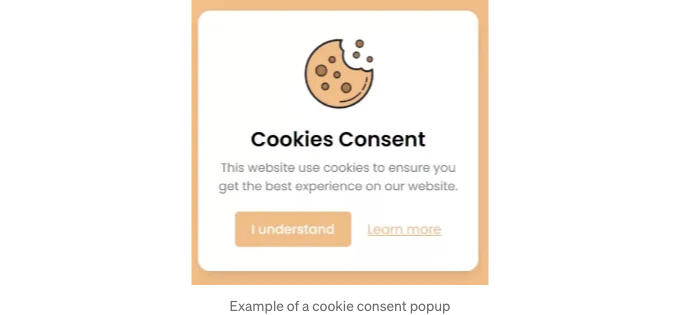 Cookies Consent
This website use cookies to ensure you
get the best experience on our website.
I understand
Learn more
Example of a cookie consent popup